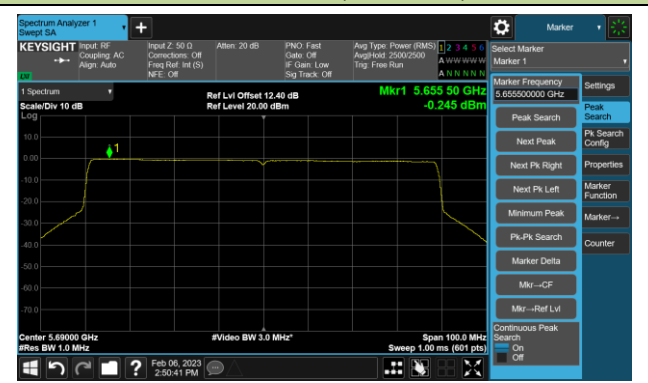 Spectrum Analyzer 1
Swept SA
+
Marker
KEYSIGHT
Input: RF
Coupling: AC
Align: Auto
Input Z: 50 Ω
Corrections: Off
Freq Ref: Int (S)
NFE: Off
Atten: 20 dB
PNO: Fast
Gate: Off
IF Gain: Low
Sig Track: Off
Avg Type: Power (RMS)
Avg|Hold: 2500/2500
Trig: Free Run
1 2 3 4 5 6
A W W W W W
A N N N N N
Select Marker
Marker 1
1 Spectrum
Scale/Div 10 dB
Log
Ref Lvl Offset 12.40 dB
Ref Level 20.00 dBm
Mkr1 5.655 50 GHz
-0.245 dBm
Marker Frequency
5.655500000 GHz
Settings
Peak Search
Peak
Search
Next Peak
Pk Search
Config
Next Pk Right
Properties
Next Pk Left
Marker
Function
Minimum Peak
Marker→
Pk-Pk Search
Counter
Marker Delta
Mkr→CF
Mkr→Ref Lvl
Continuous Peak
Search
On
Off
1
10.0
0.00
-10.0
-20.0
-30.0
-40.0
-50.0
-60.0
-70.0
Center 5.69000 GHz
#Res BW 1.0 MHz
#Video BW 3.0 MHz*
Span 100.0 MHz
Sweep 1.00 ms (601 pts)
?
Feb 06, 2023
2:50:41 PM